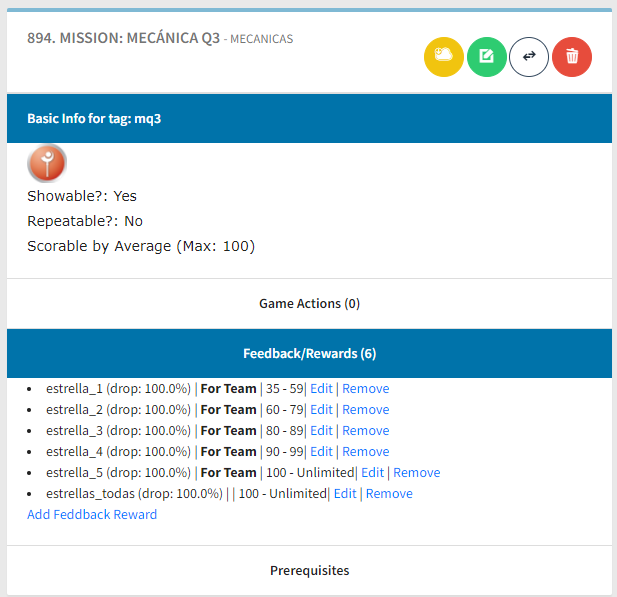 894. MISSION: MECÁNICA Q3 - MECANICAS
Basic Info for tag: mq3
Showable?: Yes
Repeatable?: No
Scorable by Average (Max: 100)
Game Actions (0)
Feedback/Rewards (6)
• estrella_1 (drop: 100.0%) | For Team | 35 - 59| Edit | Remove
• estrella_2 (drop: 100.0%) | For Team | 60 - 79| Edit | Remove
• estrella_3 (drop: 100.0%) | For Team | 80 - 89| Edit | Remove
• estrella_4 (drop: 100.0%) | For Team | 90 - 99| Edit | Remove
• estrella_5 (drop: 100.0%) | For Team | 100 - Unlimited| Edit | Remove
• estrellas_todas (drop: 100.0%) | | 100 - Unlimited| Edit | Remove
Add Feddback Reward
Prerequisites